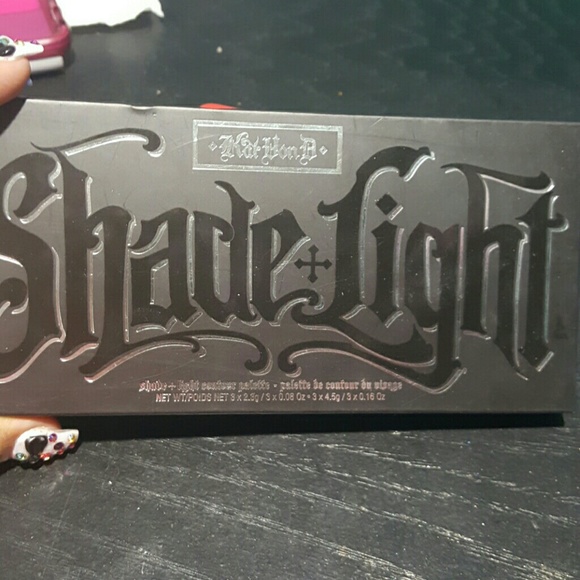 Kat Von D
Shade + Light
shade + light contour palette - palette de contour du visage
NET WT/POIDS NET 3 x 2.3g / 3 x 0.08 Oz • 3 x 4.5g / 3 x 0.16 Oz